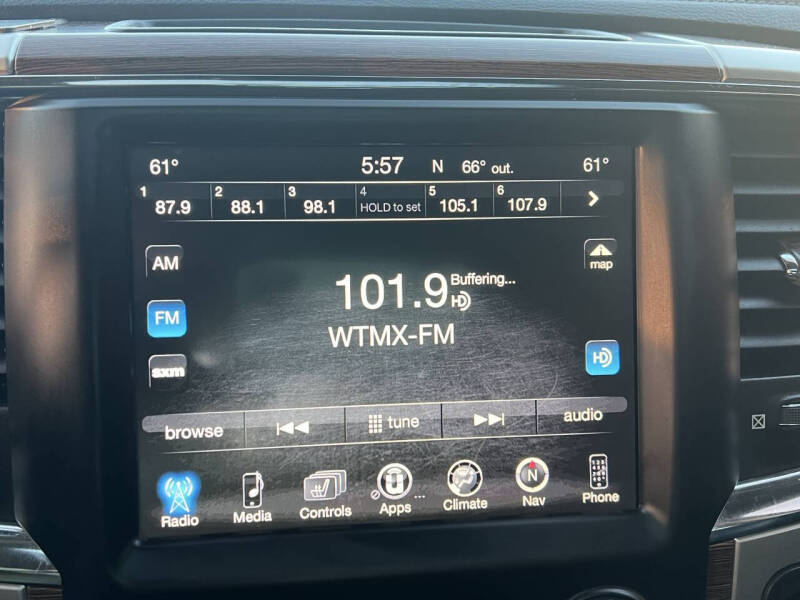 61° 5:57 N 66° out. 61°
1 87.9 2 88.1 3 98.1 4 HOLD to set 5 105.1 6 107.9
AM
map
101.9 Buffering...
HD
FM
WTMX-FM
HD
sxm
browse tune audio
Radio Media Controls Apps ... Climate N Nav Phone